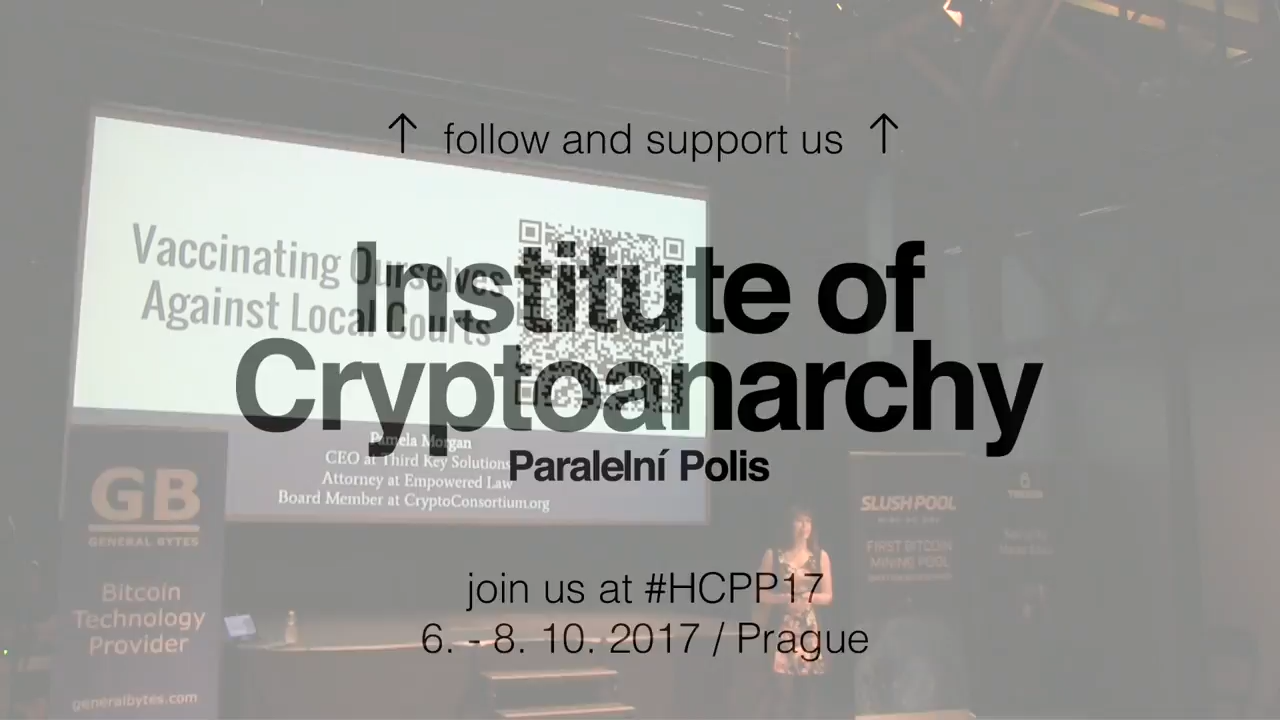 ↑ follow and support us ↑
Vaccinating Ourselves
Against Local Courts
Institute of
Cryptoanarchy
Paralelní Polis
Pamela Morgan
CEO at Third Key Solutions
Attorney at Empowered Law
Board Member at CryptoConsortium.org
GB
GENERAL BYTES
Bitcoin
Technology
Provider
generalbytes.com
SLUSH POOL
FIRST BITCOIN
MINING POOL
join us at #HCPP17
6. - 8. 10. 2017 / Prague